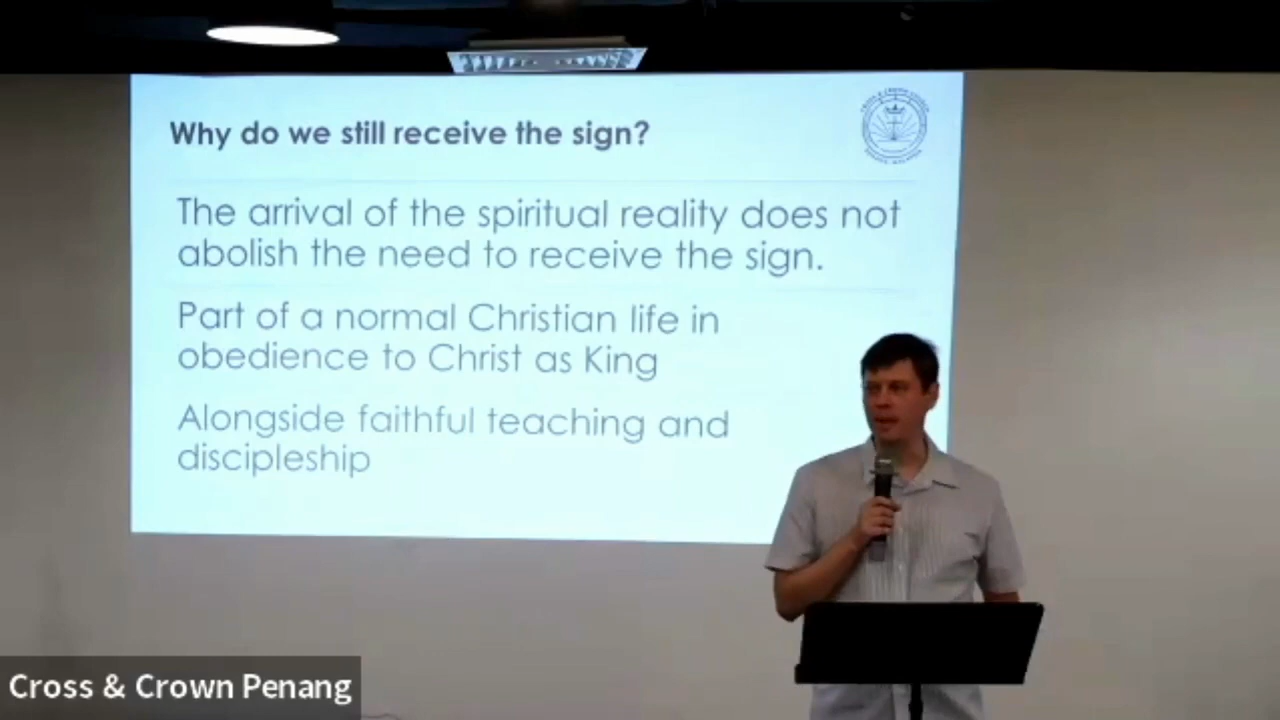 Why do we still receive the sign?
The arrival of the spiritual reality does not
abolish the need to receive the sign.
Part of a normal Christian life in
obedience to Christ as King
Alongside faithful teaching and
discipleship
Cross & Crown Penang